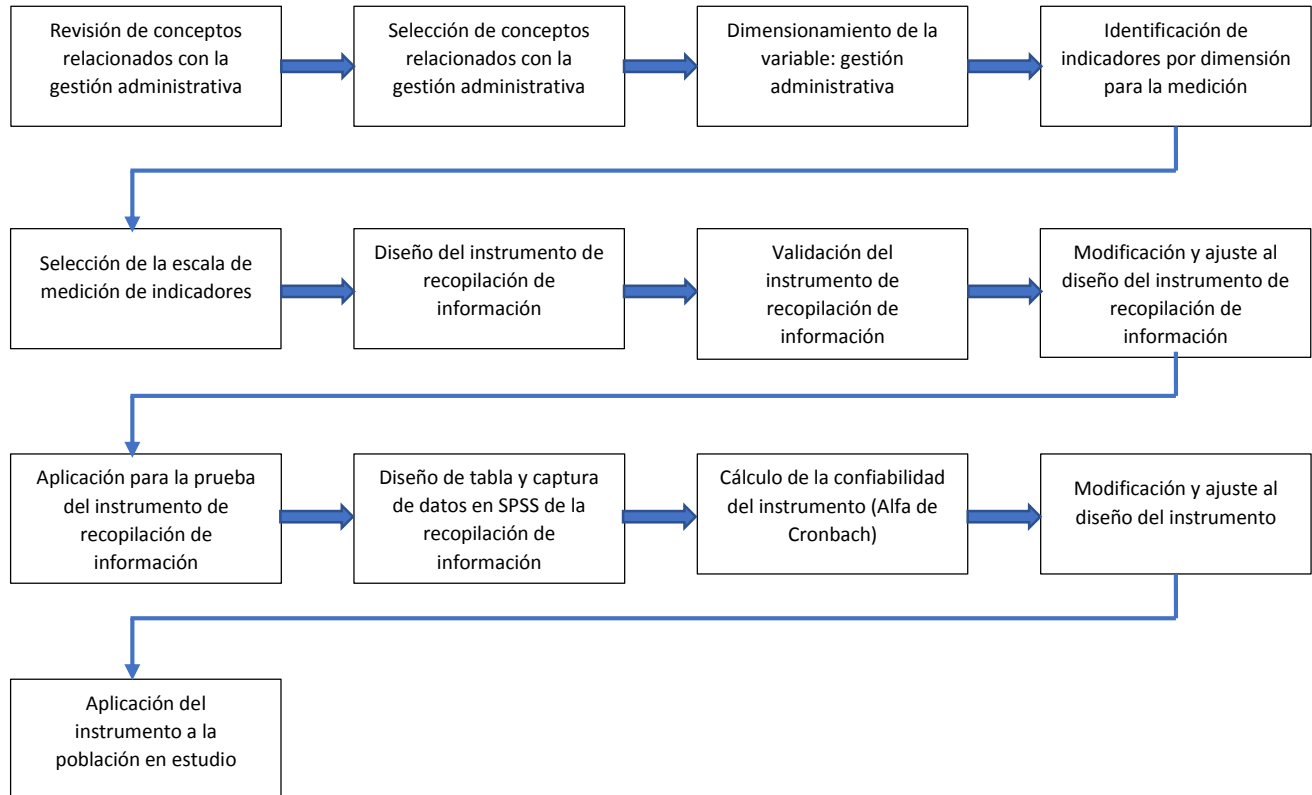 Revisión de conceptos
relacionados con la
gestión administrativa
Selección de conceptos
relacionados con la
gestión administrativa
Dimensionamiento de la
variable: gestión
administrativa
Identificación de
indicadores por dimensión
para la medición
Selección de la escala de
medición de indicadores
Diseño del instrumento de
recopilación de
información
Validación del
instrumento de
recopilación de
información
Modificación y ajuste al
diseño del instrumento de
recopilación de
información
Aplicación para la prueba
del instrumento de
recopilación de
información
Diseño de tabla y captura
de datos en SPSS de la
recopilación de
información
Cálculo de la confiabilidad
del instrumento (Alfa de
Cronbach)
Modificación y ajuste al
diseño del instrumento
Aplicación del
instrumento a la
población en estudio